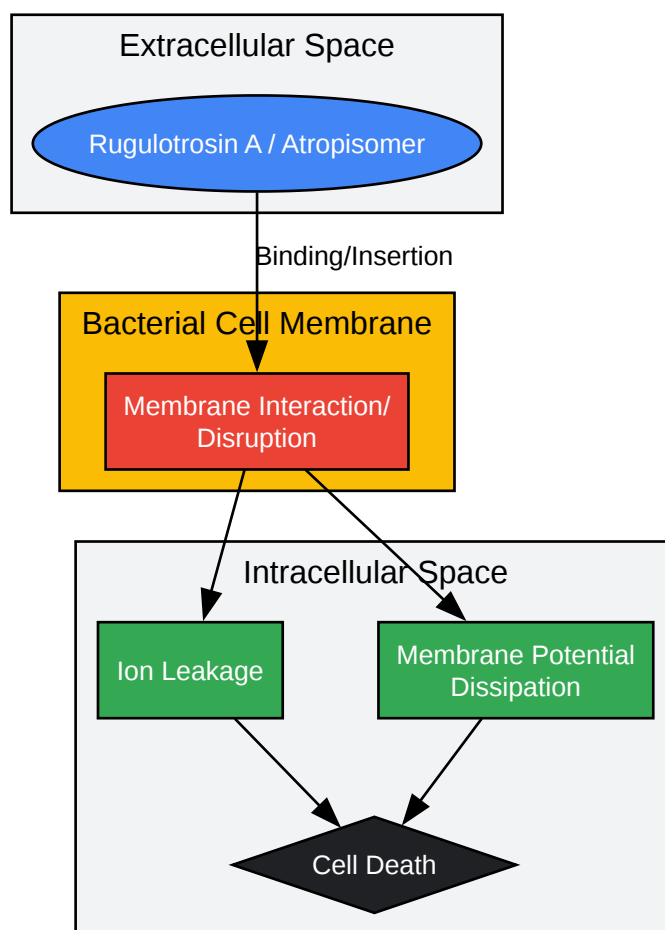 Extracellular Space
Rugulotrosin A / Atropisomer
Binding/Insertion
Bacterial Cell Membrane
Membrane Interaction/
Disruption
Intracellular Space
Ion Leakage
Membrane Potential
Dissipation
Cell Death